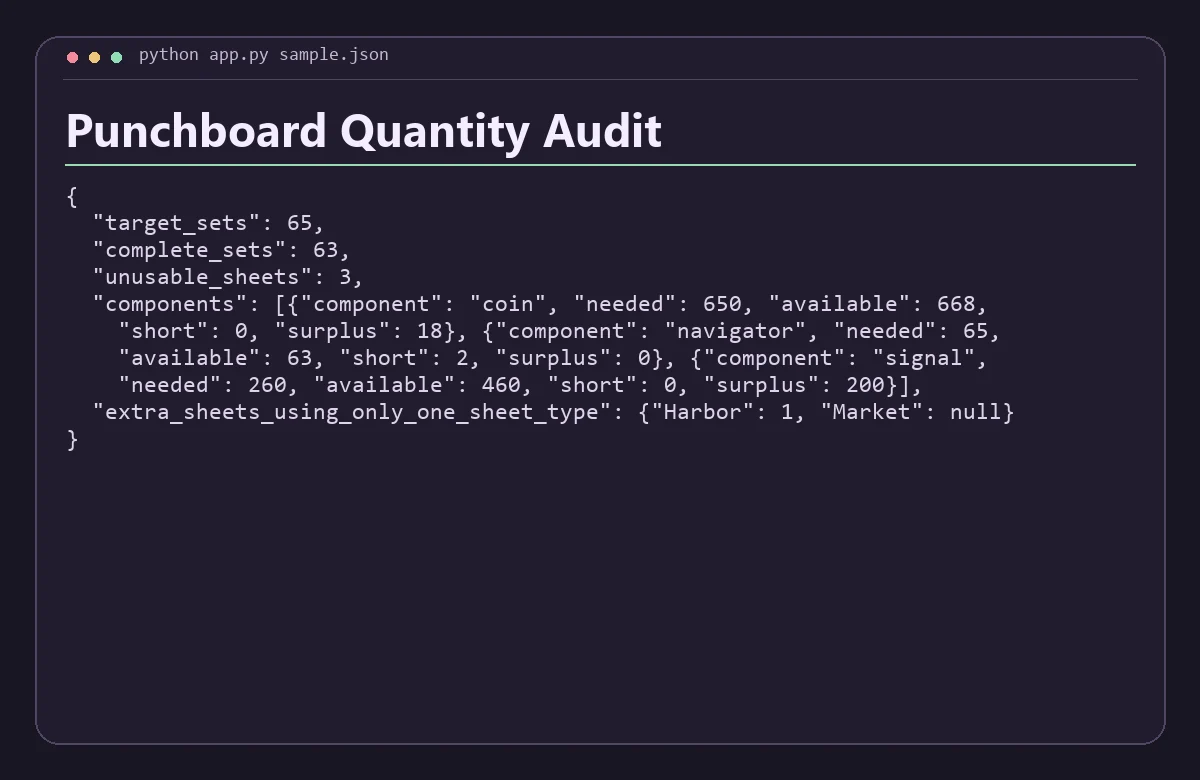 python app.py sample.json
Punchboard Quantity Audit
{
  "target_sets": 65,
  "complete_sets": 63,
  "unusable_sheets": 3,
  "components": [{"component": "coin", "needed": 650, "available": 668,
    "short": 0, "surplus": 18}, {"component": "navigator", "needed": 65,
    "available": 63, "short": 2, "surplus": 0}, {"component": "signal",
    "needed": 260, "available": 460, "short": 0, "surplus": 200}],
  "extra_sheets_using_only_one_sheet_type": {"Harbor": 1, "Market": null}
}